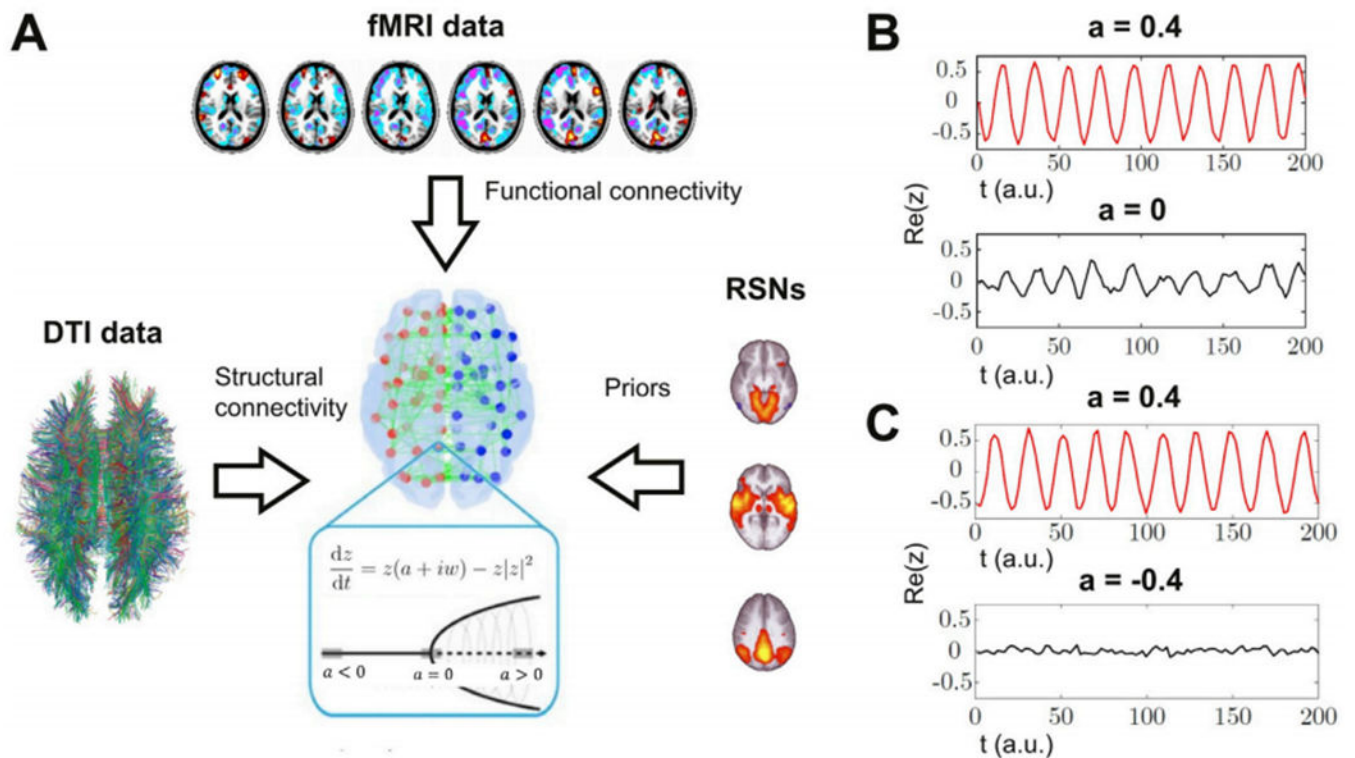 A
fMRI data
Functional connectivity
DTI data
Structural
connectivity
RSNs
Priors
dz/dt = z(a + iw) − z|z|²
a < 0
a = 0
a > 0
B
a = 0.4
0.5
0
-0.5
0
50
100
150
200
t (a.u.)
Re(z)
a = 0
0.5
0
-0.5
0
50
100
150
200
t (a.u.)
C
a = 0.4
0.5
0
-0.5
0
50
100
150
200
t (a.u.)
Re(z)
a = -0.4
0.5
0
-0.5
0
50
100
150
200
t (a.u.)